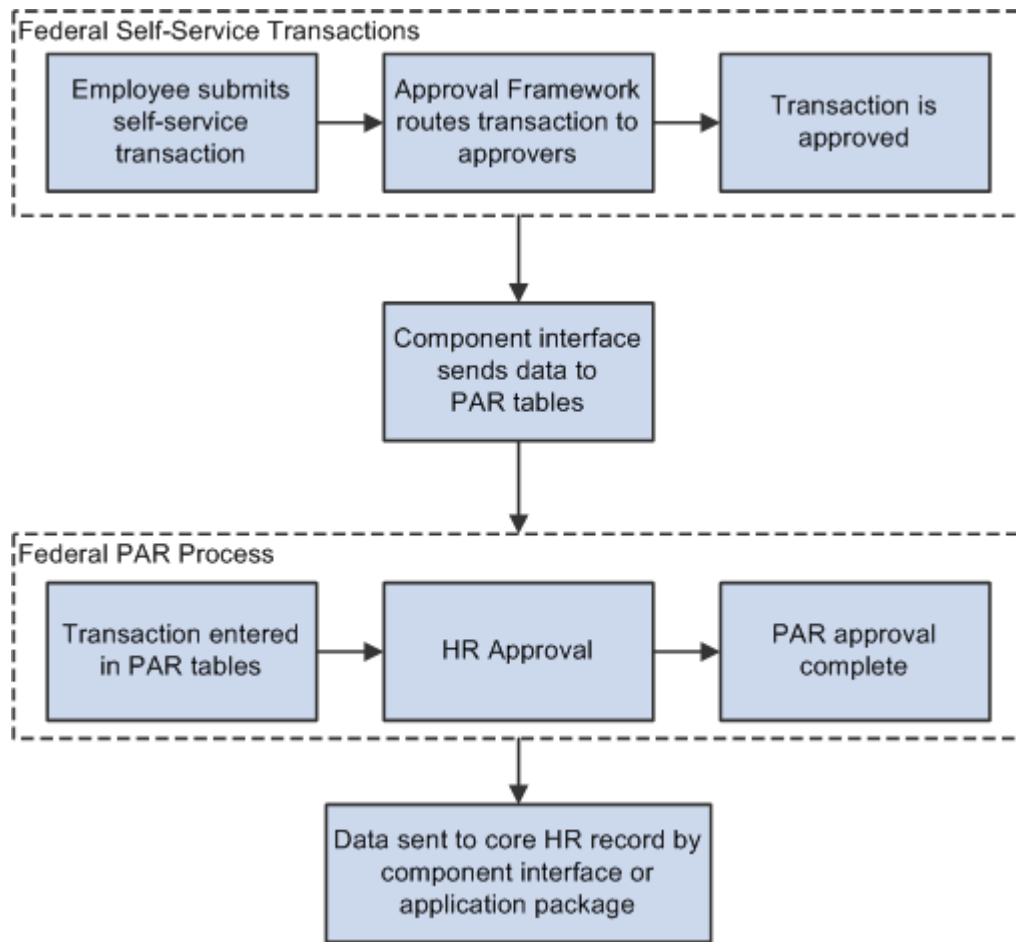 Federal Self-Service Transactions
Employee submits
self-service
transaction
Approval Framework
routes transaction to
approvers
Transaction is
approved
Component interface
sends data to
PAR tables
Federal PAR Process
Transaction entered
in PAR tables
HR Approval
PAR approval
complete
Data sent to core HR record by
component interface or
application package